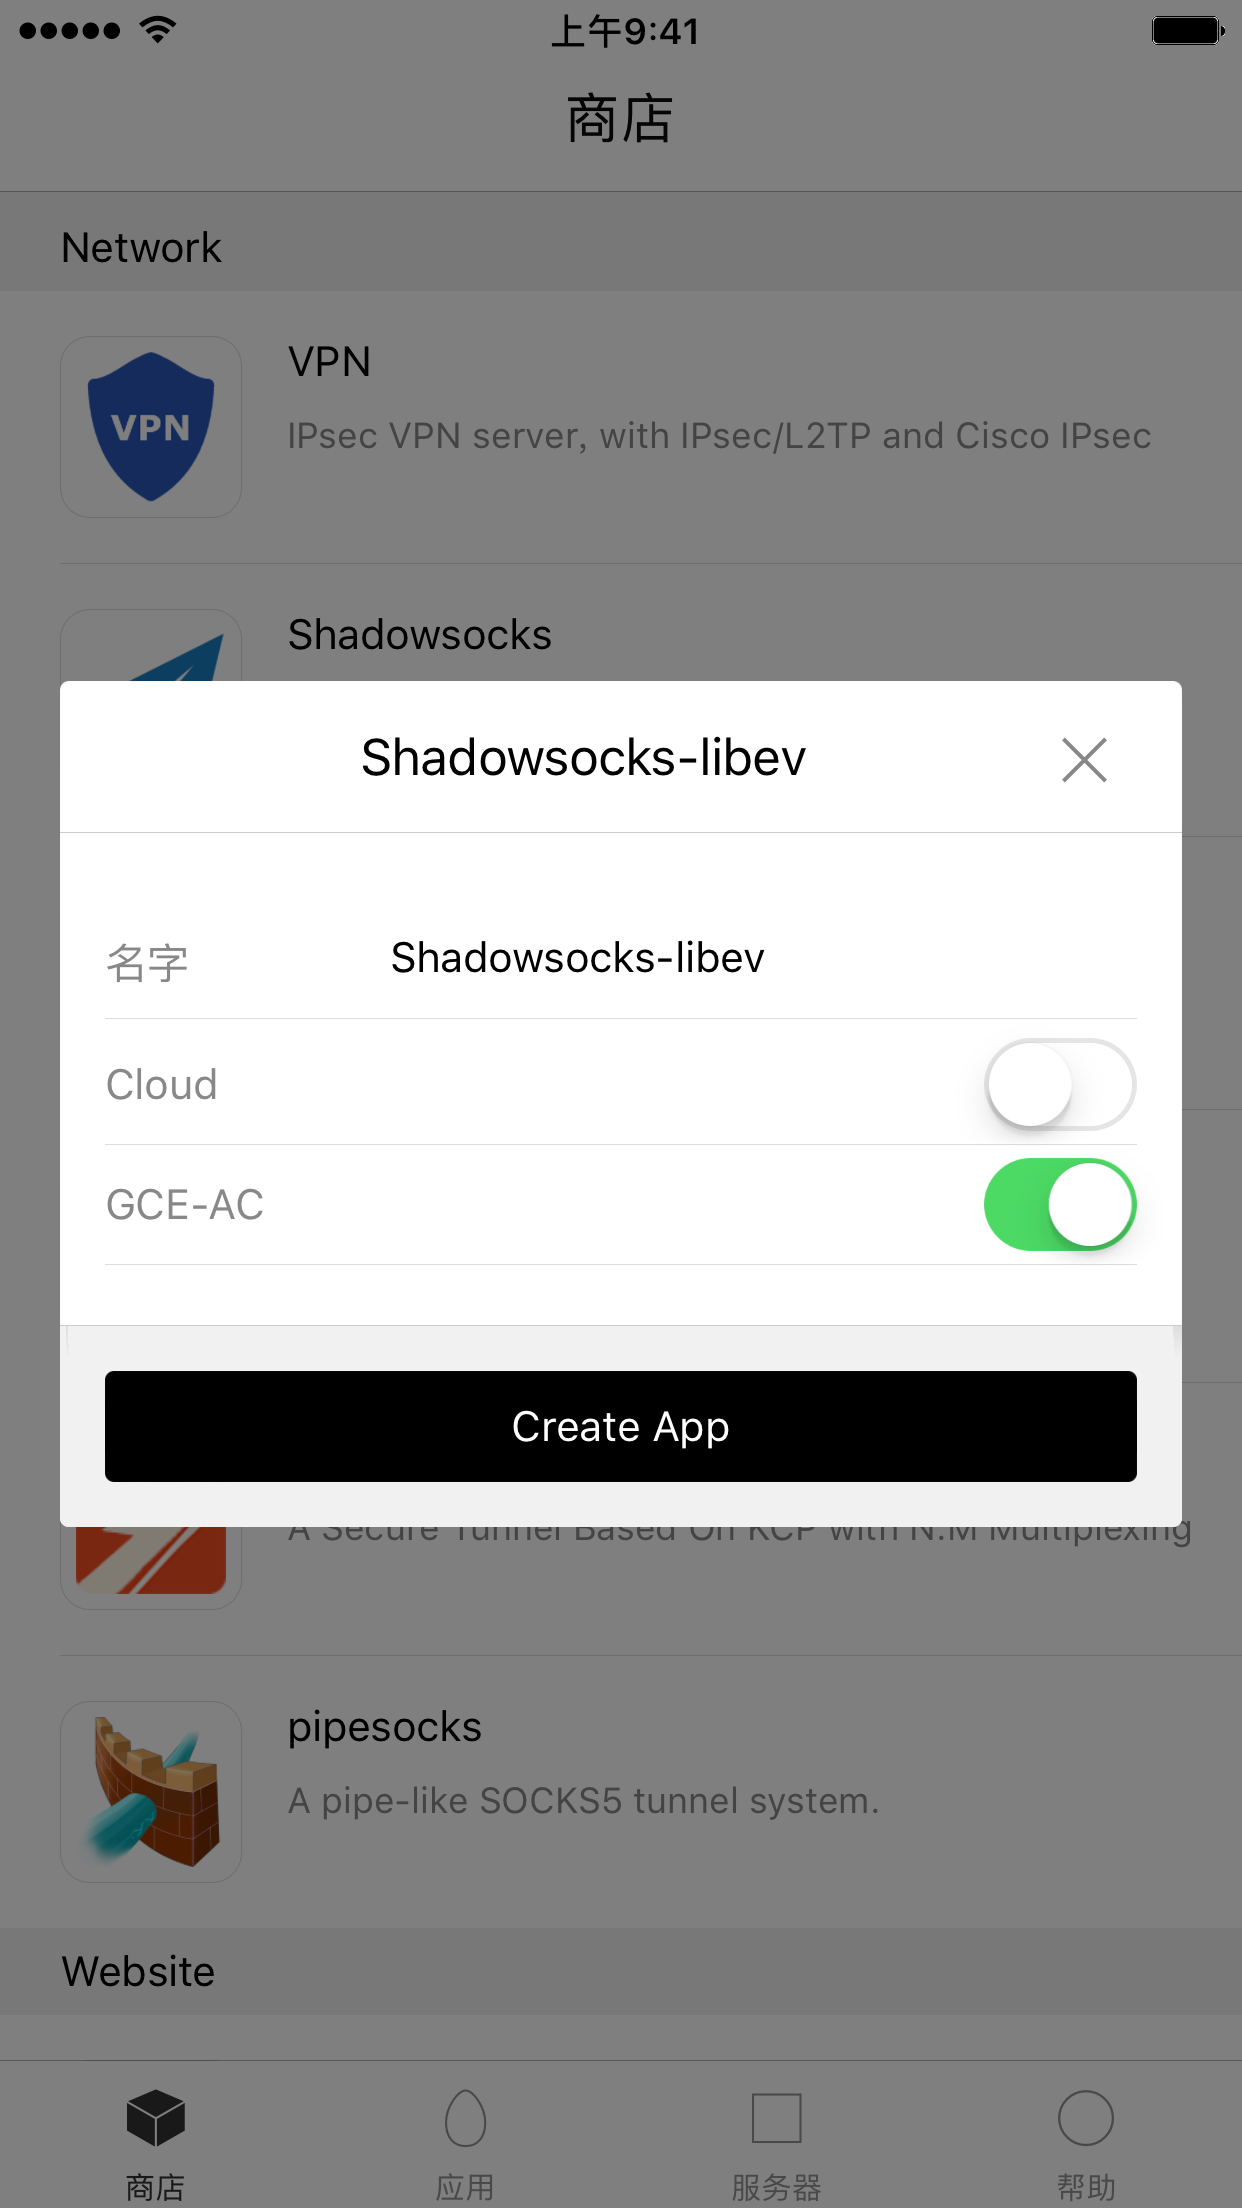 上午9:41
商店
Network
VPN
VPN
IPsec VPN server, with IPsec/L2TP and Cisco IPsec
Shadowsocks
Shadowsocks-libev
名字
Shadowsocks-libev
Cloud
GCE-AC
Create App
A Secure Tunnel Based On KCP with N:M Multiplexing
pipesocks
A pipe-like SOCKS5 tunnel system.
Website
商店
应用
服务器
帮助